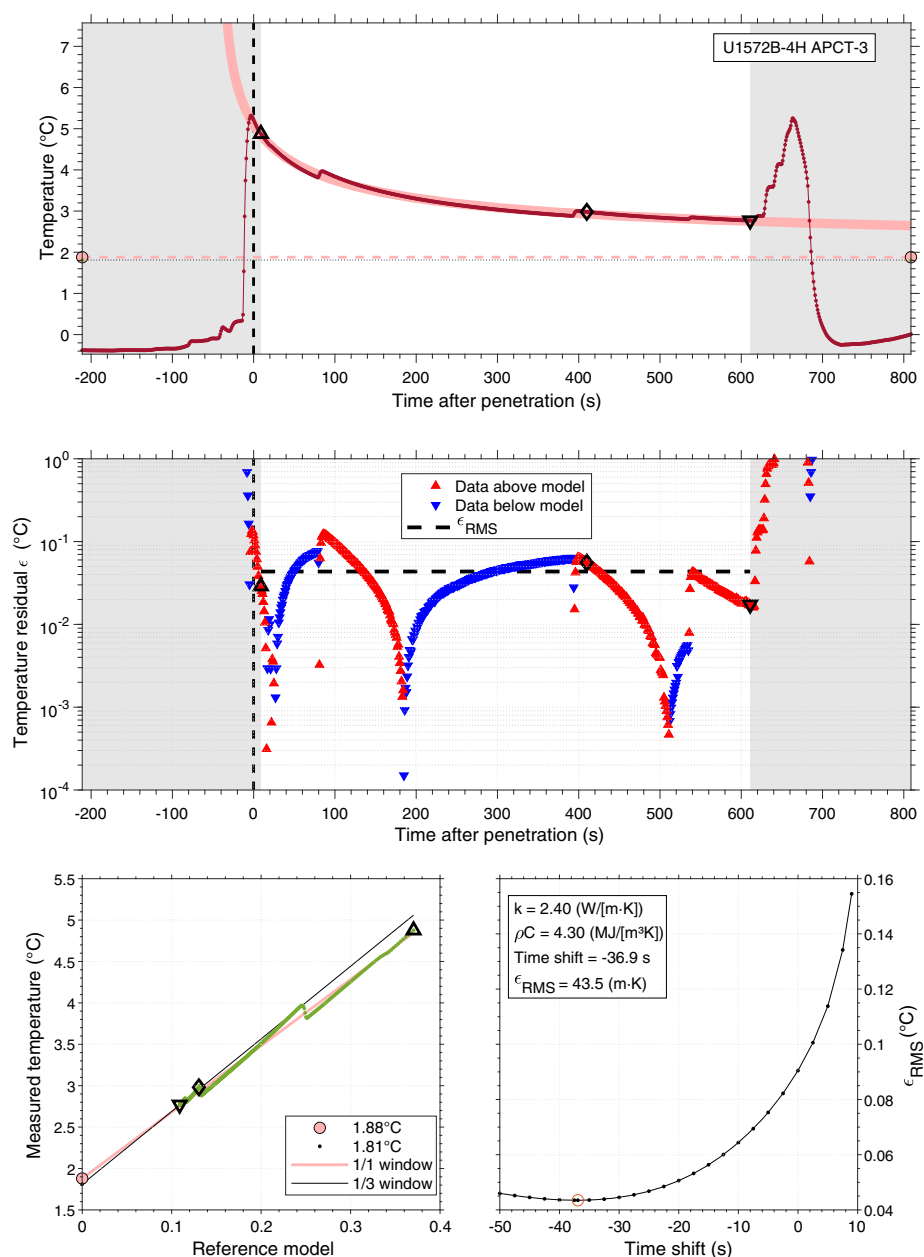 U1572B-4H APCT-3
7
6
5
4
3
2
1
0
Temperature (°C)
-200 -100 0 100 200 300 400 500 600 700 800
Time after penetration (s)
10^0
10^-1
10^-2
10^-3
10^-4
Temperature residual ϵ (°C)
Data above model
Data below model
ϵ_RMS
-200 -100 0 100 200 300 400 500 600 700 800
Time after penetration (s)
5.5
5
4.5
4
3.5
3
2.5
2
1.5
Measured temperature (°C)
1.88°C
1.81°C
1/1 window
1/3 window
0 0.1 0.2 0.3 0.4
Reference model
k = 2.40 (W/[m·K])
ρC = 4.30 (MJ/[m³K])
Time shift = -36.9 s
ϵ_RMS = 43.5 (m·K)
0.16
0.14
0.12
0.10
0.08
0.06
0.04
ϵ_RMS (°C)
-50 -40 -30 -20 -10 0 10
Time shift (s)